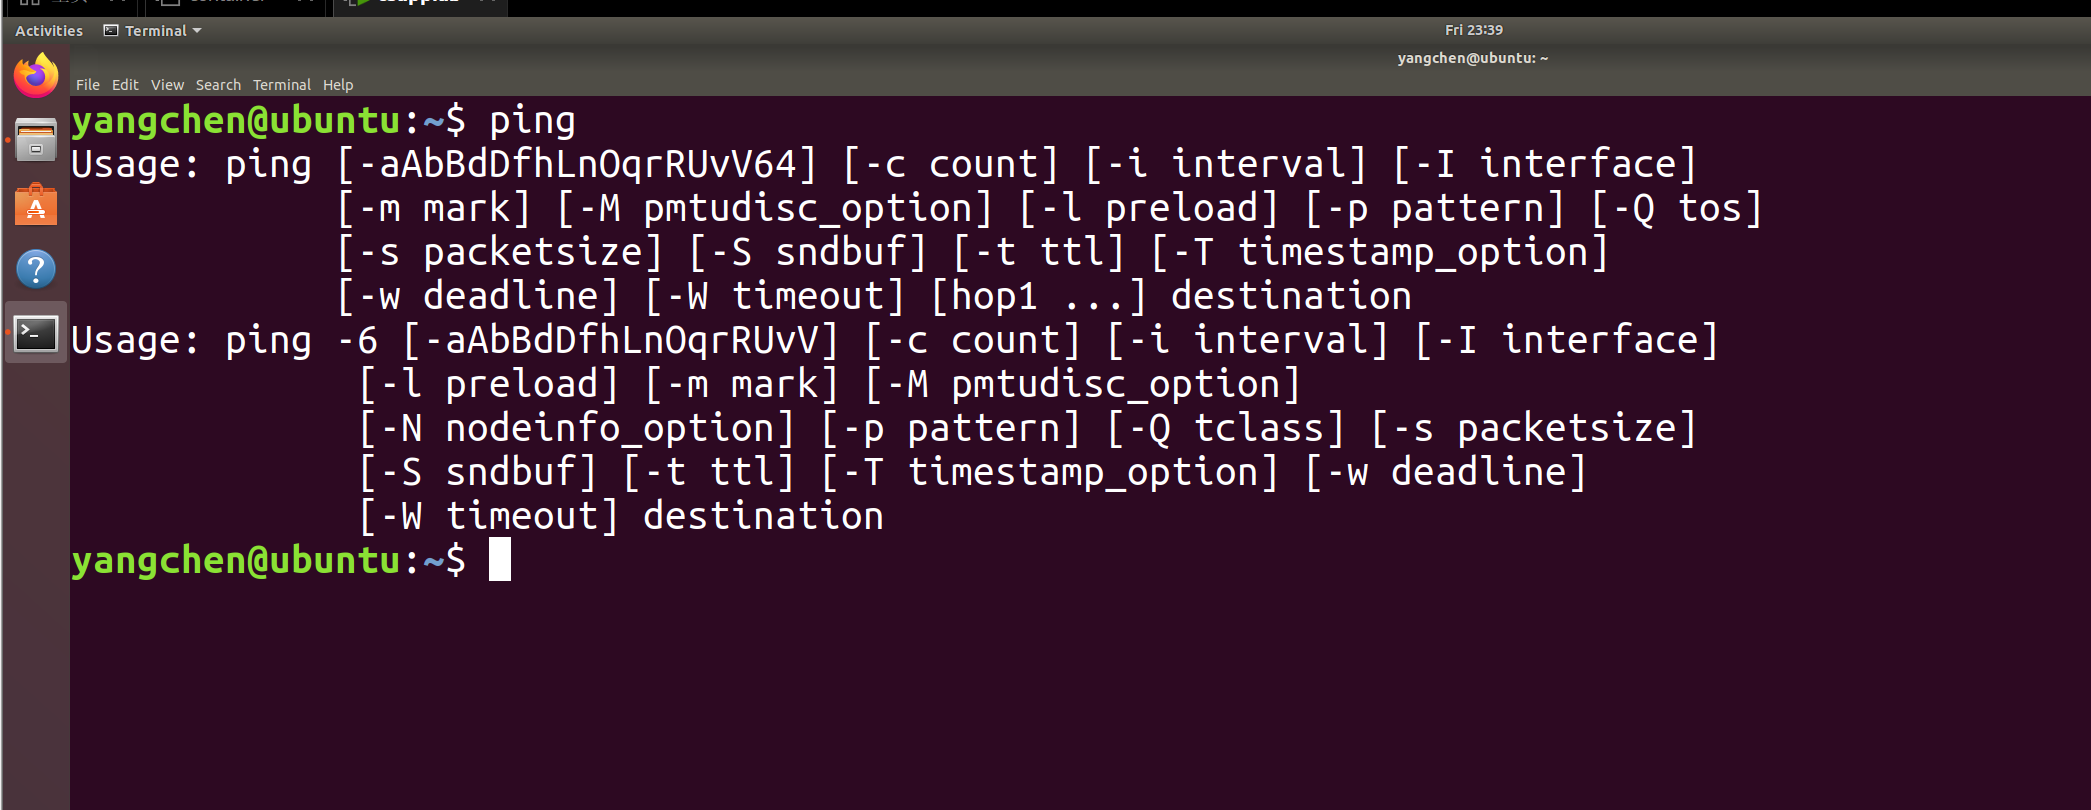 Activities Terminal Fri 23:39
yangchen@ubuntu: ~
File Edit View Search Terminal Help
yangchen@ubuntu:~$ ping
Usage: ping [-aAbBdDfhLnOqrRUvV64] [-c count] [-i interval] [-I interface]
            [-m mark] [-M pmtudisc_option] [-l preload] [-p pattern] [-Q tos]
            [-s packetsize] [-S sndbuf] [-t ttl] [-T timestamp_option]
            [-w deadline] [-W timeout] [hop1 ...] destination
Usage: ping -6 [-aAbBdDfhLnOqrRUvV] [-c count] [-i interval] [-I interface]
             [-l preload] [-m mark] [-M pmtudisc_option]
             [-N nodeinfo_option] [-p pattern] [-Q tclass] [-s packetsize]
             [-S sndbuf] [-t ttl] [-T timestamp_option] [-w deadline]
             [-W timeout] destination
yangchen@ubuntu:~$